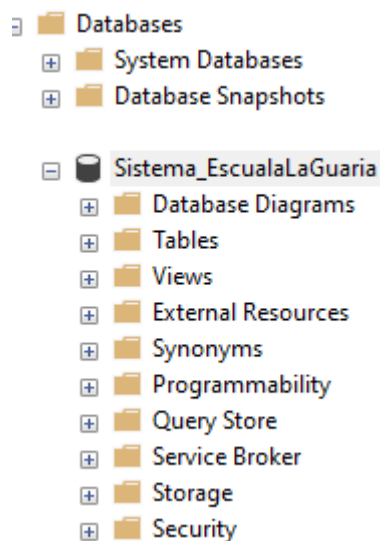 Databases
System Databases
Database Snapshots
Sistema_EscualaLaGuaria
Database Diagrams
Tables
Views
External Resources
Synonyms
Programmability
Query Store
Service Broker
Storage
Security